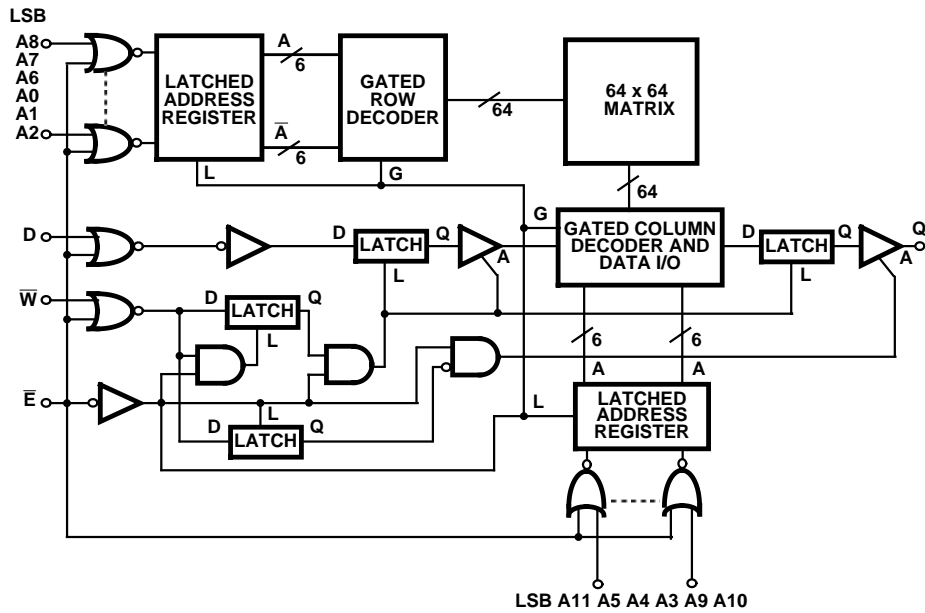 LSB
A8
A7
A6
A0
A1
A2
LATCHED
ADDRESS
REGISTER
A
6
A̅
6
L
GATED
ROW
DECODER
G
64
64 x 64
MATRIX
64
D
D
LATCH
Q
L
A
G
GATED COLUMN
DECODER AND
DATA I/O
D
LATCH
Q
L
A
Q
W̅
D
LATCH
Q
L
6
A
6
A
E̅
L
D
LATCH
Q
L
LATCHED
ADDRESS
REGISTER
LSB A11 A5 A4 A3 A9 A10